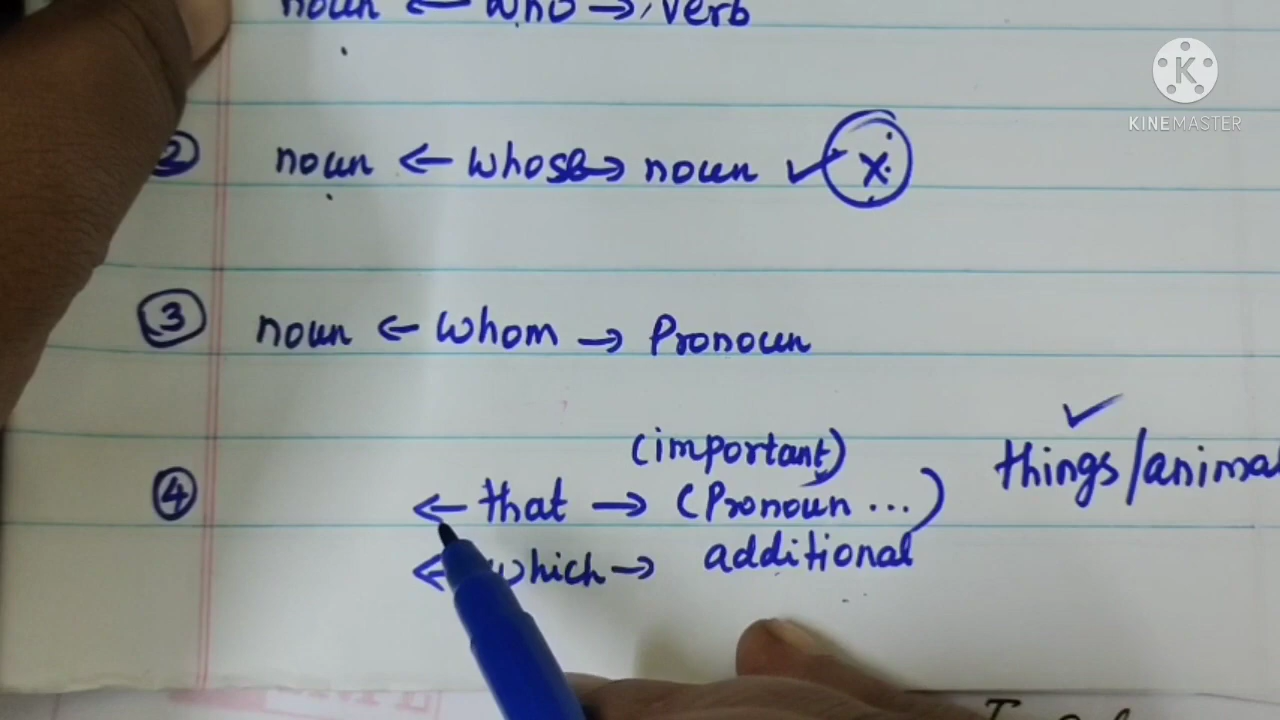 noun ← who → verb
② noun ← whose → noun ✓ x
③ noun ← whom → Pronoun
(important)
things/animal
④ ← that → (Pronoun ...)
← which → additional
K
KINEMASTER